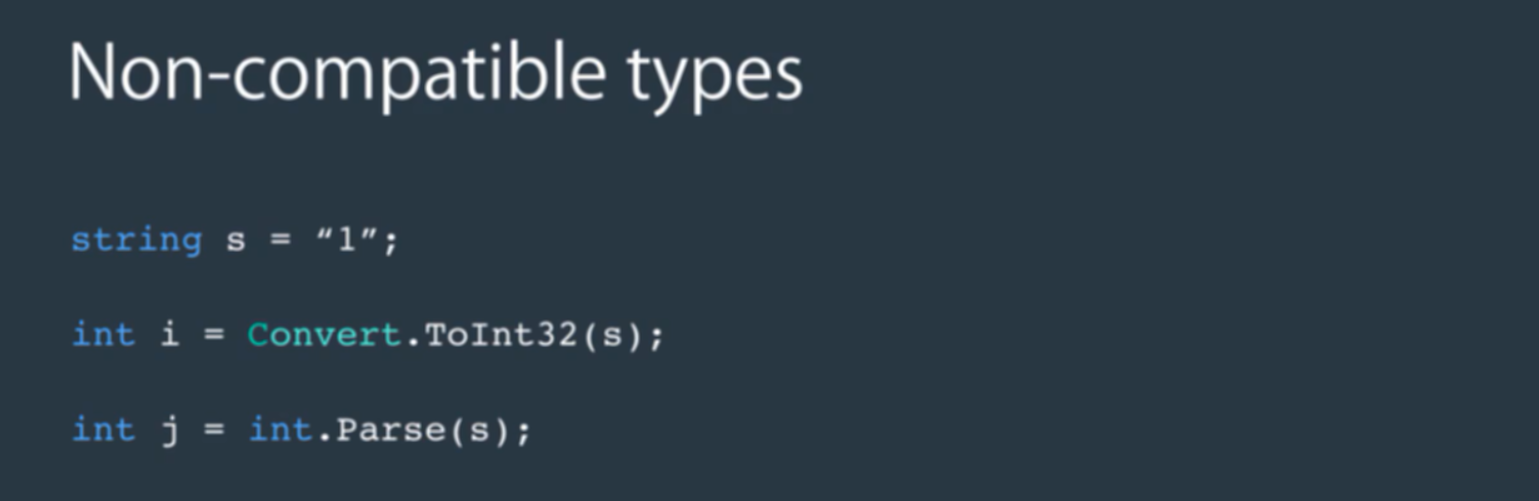 Non-compatible types
string s = “1”;
int i = Convert.ToInt32(s);
int j = int.Parse(s);